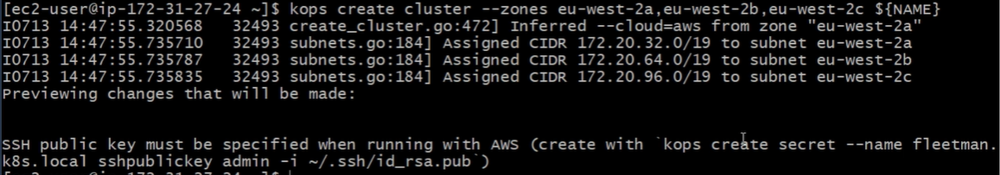 [ec2-user@ip-172-31-27-24 ~]$ kops create cluster --zones eu-west-2a,eu-west-2b,eu-west-2c ${NAME}
I0713 14:47:55.320568   32493 create_cluster.go:472] Inferred --cloud=aws from zone "eu-west-2a"
I0713 14:47:55.735710   32493 subnets.go:184] Assigned CIDR 172.20.32.0/19 to subnet eu-west-2a
I0713 14:47:55.735787   32493 subnets.go:184] Assigned CIDR 172.20.64.0/19 to subnet eu-west-2b
I0713 14:47:55.735835   32493 subnets.go:184] Assigned CIDR 172.20.96.0/19 to subnet eu-west-2c
Previewing changes that will be made:
SSH public key must be specified when running with AWS (create with `kops create secret --name fleetman.
k8s.local sshpublickey admin -i ~/.ssh/id_rsa.pub`)
[ec2-user@ip-172-31-27-24 ~]$